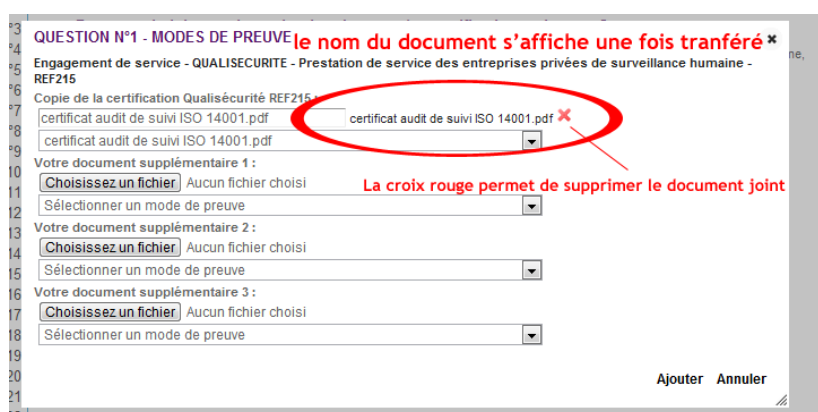 QUESTION N°1 - MODES DE PREUVE
le nom du document s'affiche une fois tranféré
Engagement de service - QUALISECURITE - Prestation de service des entreprises privées de surveillance humaine -
REF215
Copie de la certification Qualisécurité REF215 :
certificat audit de suivi ISO 14001.pdf certificat audit de suivi ISO 14001.pdf
certificat audit de suivi ISO 14001.pdf
Votre document supplémentaire 1 :
Choisissez un fichier Aucun fichier choisi
La croix rouge permet de supprimer le document joint
Sélectionner un mode de preuve
Votre document supplémentaire 2 :
Choisissez un fichier Aucun fichier choisi
Sélectionner un mode de preuve
Votre document supplémentaire 3 :
Choisissez un fichier Aucun fichier choisi
Sélectionner un mode de preuve
Ajouter Annuler